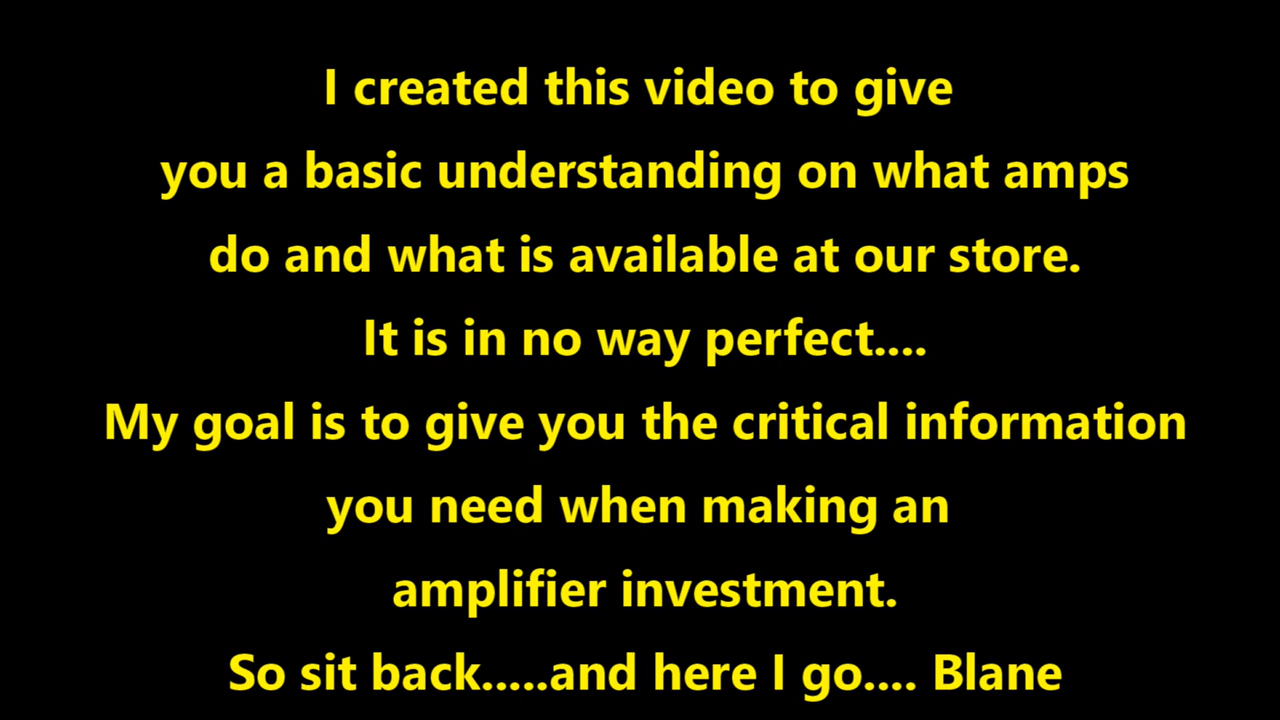 I created this video to give
you a basic understanding on what amps
do and what is available at our store.
It is in no way perfect....
My goal is to give you the critical information
you need when making an
amplifier investment.
So sit back.....and here I go.... Blane